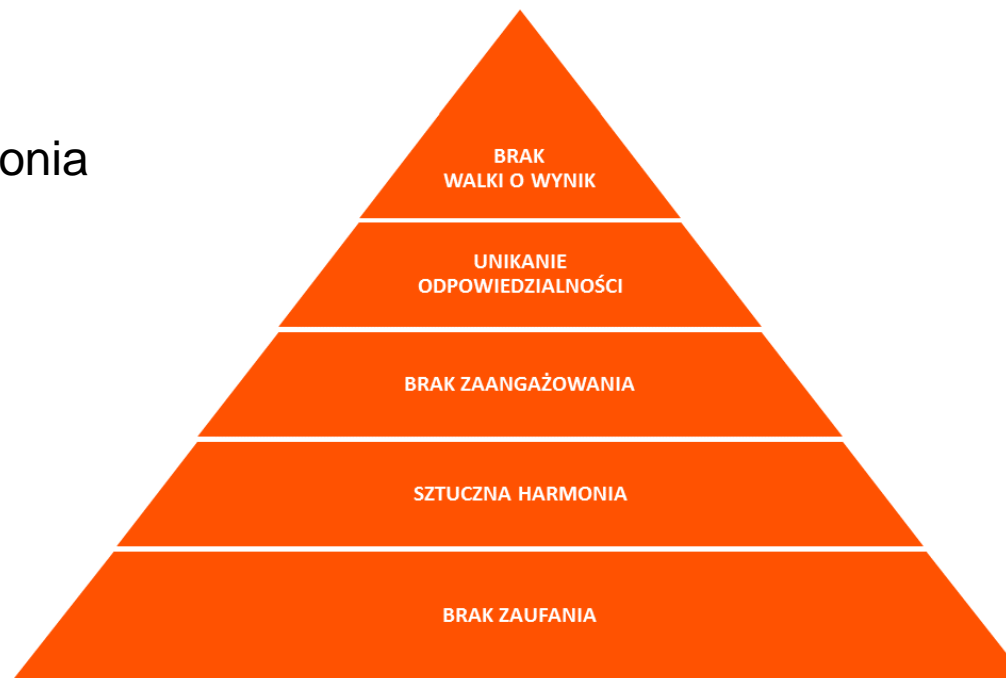 onia
BRAK
WALKI O WYNIK
UNIKANIE
ODPOWIEDZIALNOŚCI
BRAK ZAANGAŻOWANIA
SZTUCZNA HARMONIA
BRAK ZAUFANIA